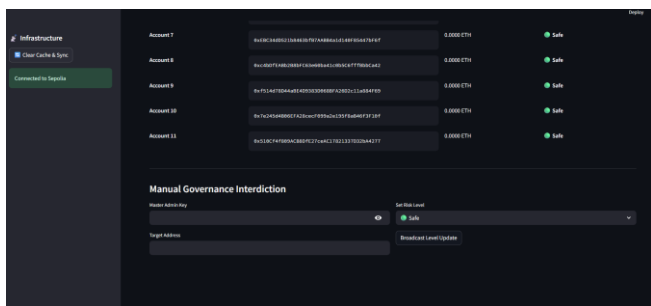 Deploy
Infrastructure
Clear Cache & Sync
Connected to Sepolia
Account 7
0.0000 ETH
Safe
Account 8
0.0000 ETH
Safe
Account 9
0.0000 ETH
Safe
Account 10
0.0000 ETH
Safe
Account 11
0.0000 ETH
Safe
Manual Governance Interdiction
Master Admin Key
Set Risk Level
Safe
Target Address
Broadcast Level Update